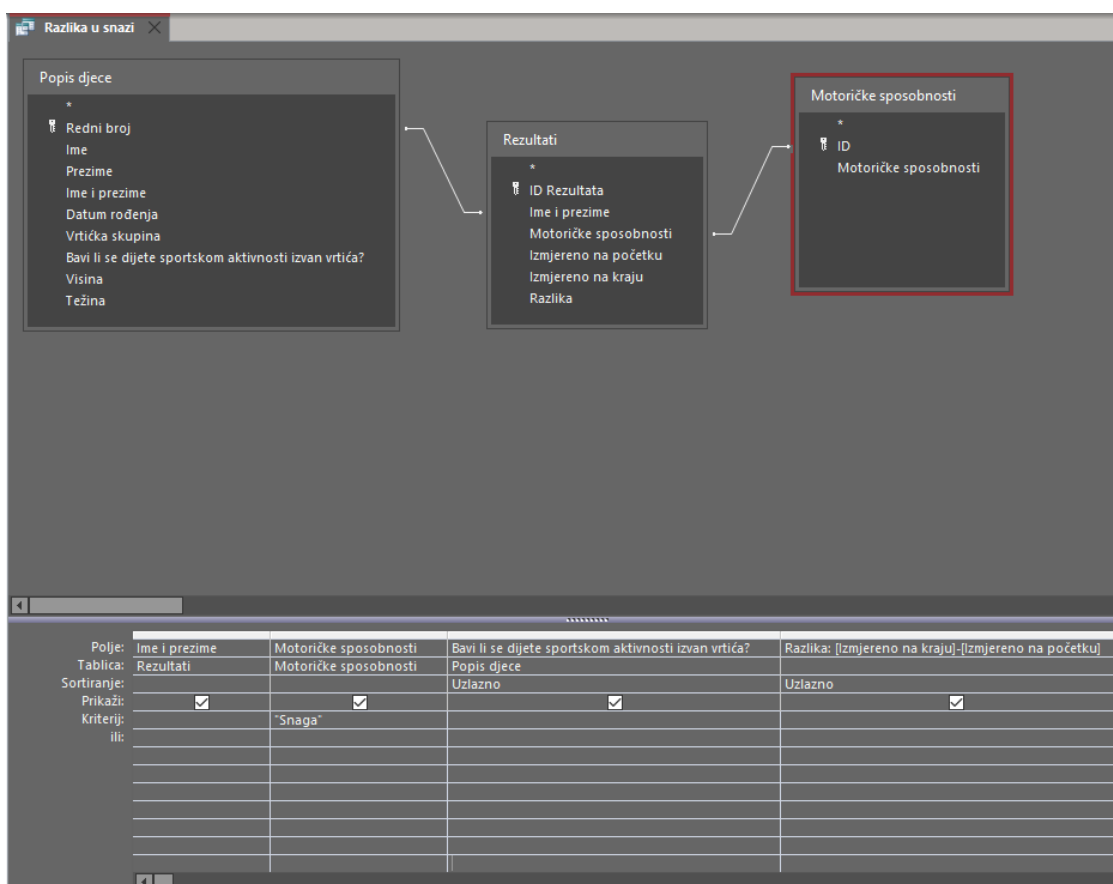 Razlika u snazi
Popis djece
*
Redni broj
Ime
Prezime
Ime i prezime
Datum rođenja
Vrtićka skupina
Bavi li se dijete sportskom aktivnosti izvan vrtića?
Visina
Težina
Rezultati
*
ID Rezultata
Ime i prezime
Motoričke sposobnosti
Izmjereno na početku
Izmjereno na kraju
Razlika
Motoričke sposobnosti
*
ID
Motoričke sposobnosti
Polje: Ime i prezime Motoričke sposobnosti Bavi li se dijete sportskom aktivnosti izvan vrtića? Razlika: [Izmjereno na kraju]-[Izmjereno na početku]
Tablica: Rezultati Motoričke sposobnosti Popis djece
Sortiranje: Uzlazno Uzlazno
Prikaži:
Kriterij: "Snaga"
ili: